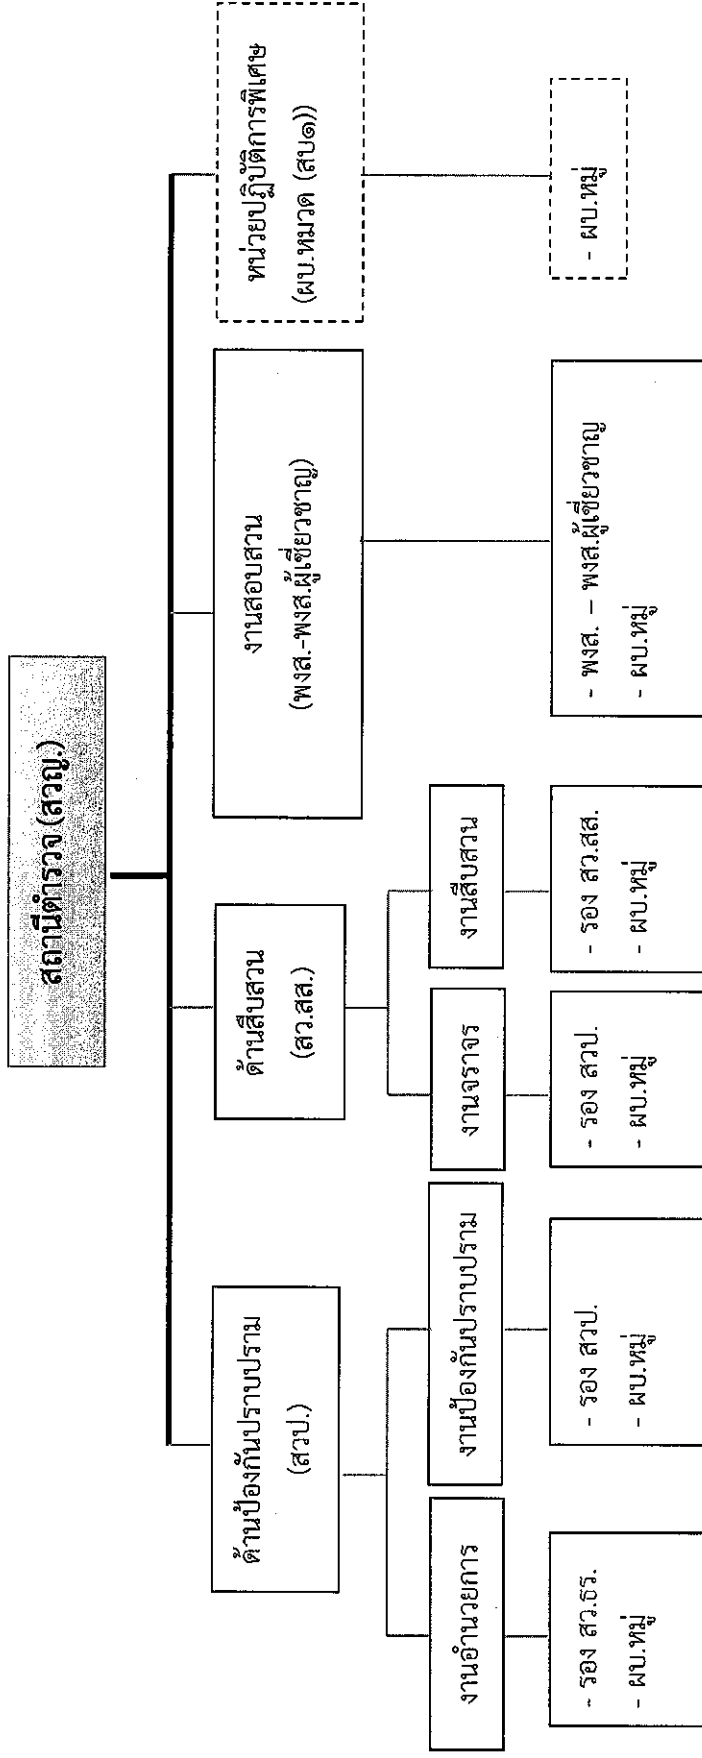 สถานีตำรวจ (สวญ.)
ด้านป้องกันปราบปราม
(สวป.)
ด้านสืบสวน
(สว.สส.)
งานสอบสวน
(พงส.-พงส.ผู้เชี่ยวชาญ)
หน่วยปฏิบัติการพิเศษ
(ผบ.หมวด (สบ๑))
งานอำนวยการ
งานป้องกันปราบปราม
งานจราจร
งานสืบสวน
- รอง สว.ธร.
- ผบ.หมู่
- รอง สวป.
- ผบ.หมู่
- รอง สวป.
- ผบ.หมู่
- รอง สว.สส.
- ผบ.หมู่
- พงส. – พงส.ผู้เชี่ยวชาญ
- ผบ.หมู่
- ผบ.หมู่